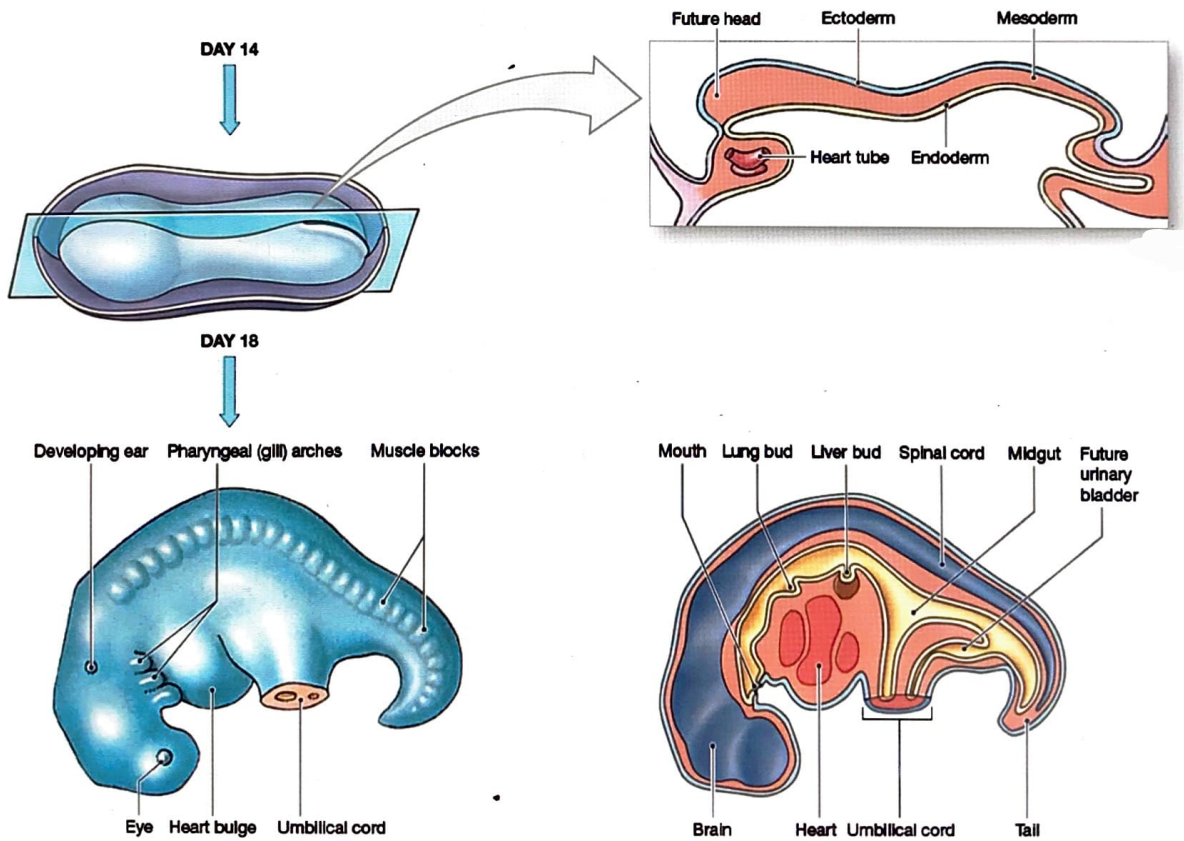 DAY 14
Future head
Ectoderm
Mesoderm
Heart tube
Endoderm
DAY 18
Developing ear
Pharyngeal (gill) arches
Muscle blocks
Eye
Heart bulge
Umbilical cord
Mouth
Lung bud
Liver bud
Spinal cord
Midgut
Future
urinary
bladder
Brain
Heart
Umbilical cord
Tail